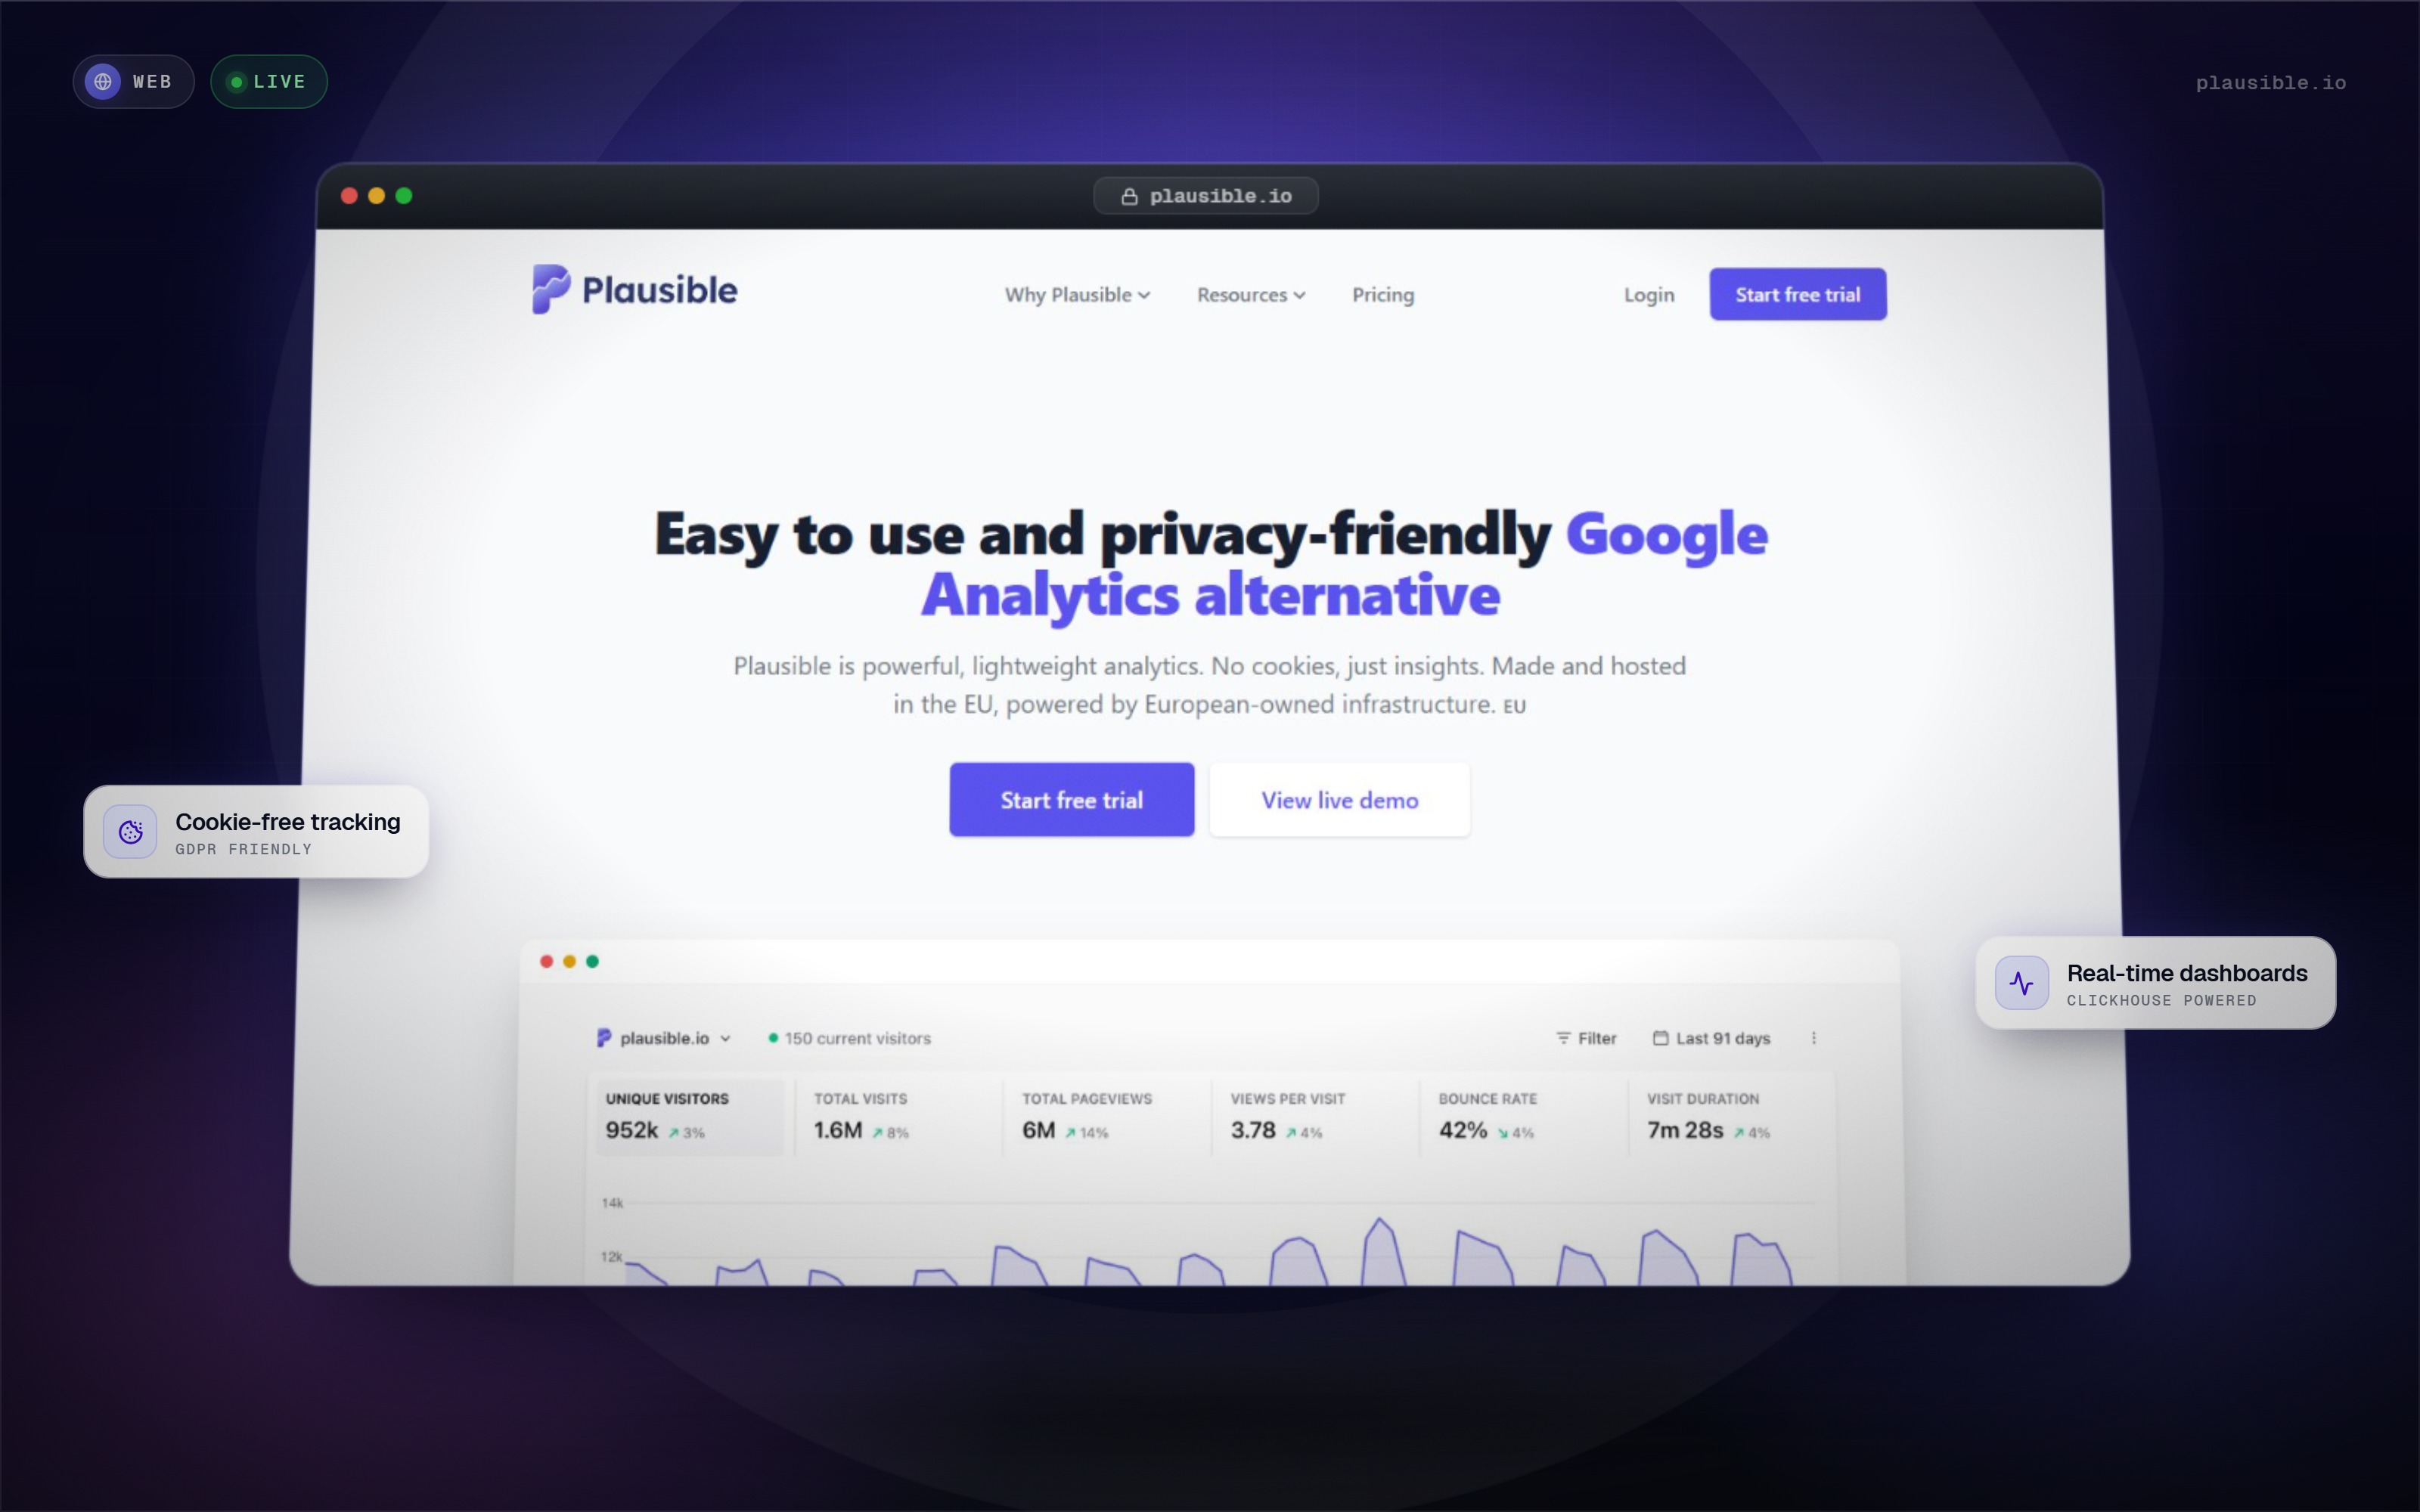 WEB
LIVE
plausible.io
plausible.io
Plausible
Why Plausible
Resources
Pricing
Login
Start free trial
Easy to use and privacy-friendly Google
Analytics alternative
Plausible is powerful, lightweight analytics. No cookies, just insights. Made and hosted
in the EU, powered by European-owned infrastructure. EU
Start free trial
View live demo
Cookie-free tracking
GDPR FRIENDLY
Real-time dashboards
CLICKHOUSE POWERED
plausible.io
150 current visitors
Filter
Last 91 days
UNIQUE VISITORS
952k 3%
TOTAL VISITS
1.6M 8%
TOTAL PAGEVIEWS
6M 14%
VIEWS PER VISIT
3.78 4%
BOUNCE RATE
42% 4%
VISIT DURATION
7m 28s 4%
14k
12k